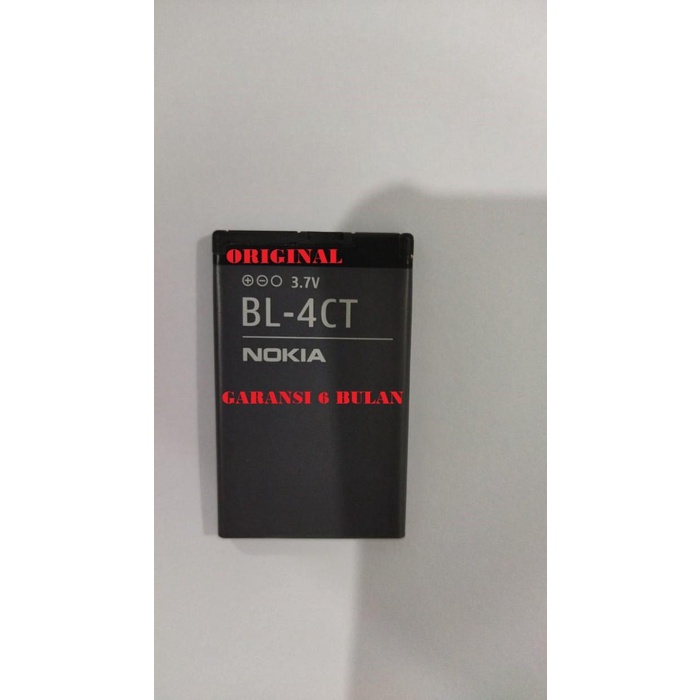 ORIGINAL
⊕⊖○ 3.7V
BL-4CT
NOKIA
GARANSI 6 BULAN